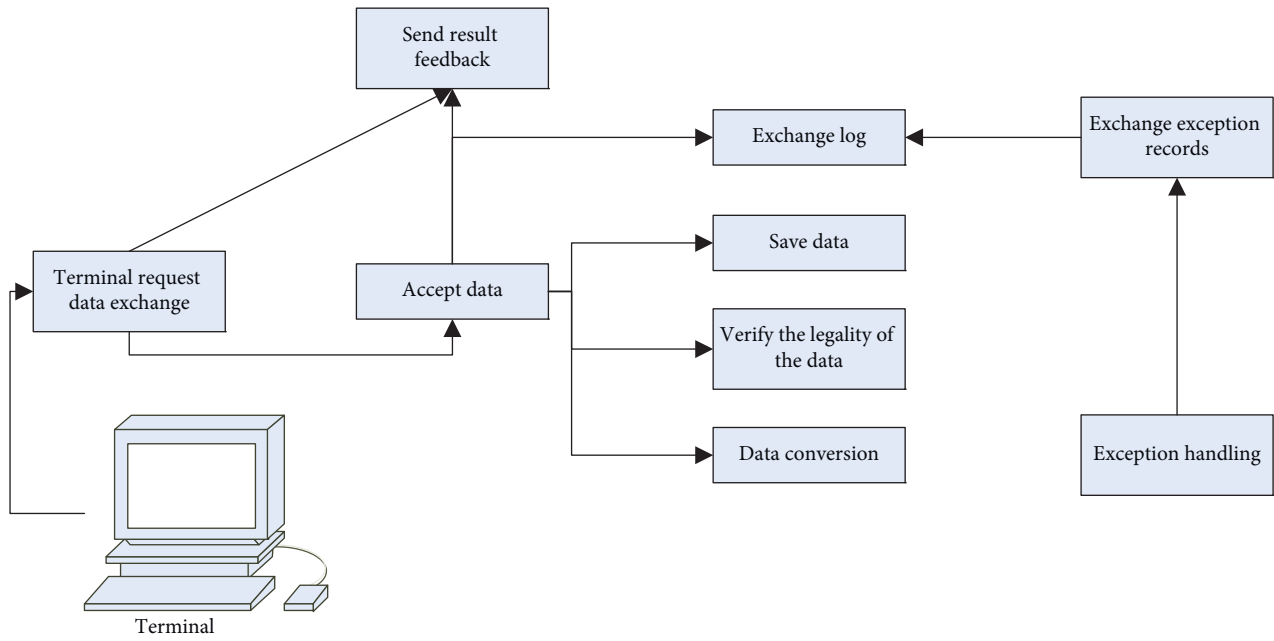 Send result
feedback
Exchange log
Exchange exception
records
Save data
Terminal request
data exchange
Accept data
Verify the legality of
the data
Data conversion
Exception handling
Terminal